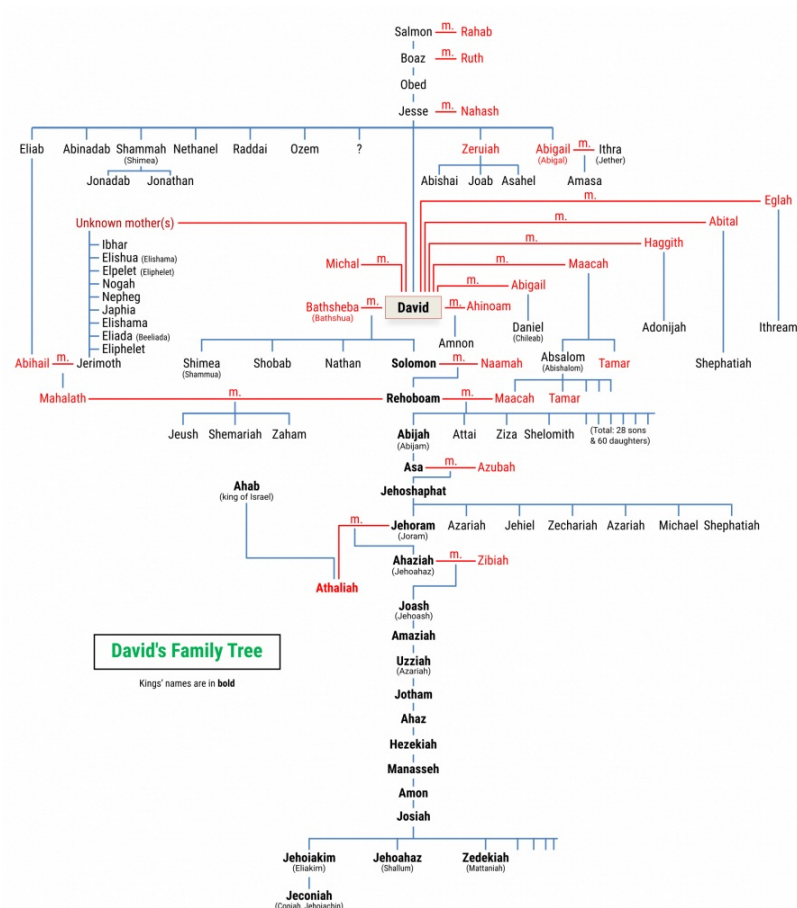 Salmon m. Rahab
Boaz m. Ruth
Obed
Jesse m. Nahash
Eliab Abinadab Shammah Nethanel Raddai Ozem ? Zeruiah Abigail m. Ithra
(Shimea) (Abigal) (Jether)
Jonadab Jonathan Abishai Joab Asahel Amasa
m. Eglah
Unknown mother(s) m. Abital
Ibhar
Elishua (Elishama)
Elpelet (Eliphelet)
Nogah
Nepheg
Japhia
Elishama
Eliada (Beeliada)
Eliphelet
m. Haggith
Michal m. m. Maacah
m. Abigail
Bathsheba m. David m. Ahinoam
(Bathshua)
Amnon
Daniel
(Chileab)
Adonijah
Ithream
Abihail m. Jerimoth
Shimea Shobab Nathan Solomon m. Naamah Absalom Tamar Shephatiah
(Shammua) (Abishalom)
Mahalath m. Rehoboam m. Maacah Tamar
Jeush Shemariah Zaham Abijah Attai Ziza Shelomith (Total: 28 sons
(Abijam) & 60 daughters)
Asa m. Azubah
Ahab
(king of Israel)
Jehoshaphat
m. Jehoram Azariah Jehiel Zechariah Azariah Michael Shephatiah
(Joram)
Ahaziah m. Zibiah
(Jehoahaz)
Athaliah
Joash
(Jehoash)
Amaziah
David's Family Tree
Kings' names are in bold
Uzziah
(Azariah)
Jotham
Ahaz
Hezekiah
Manasseh
Amon
Josiah
Jehoiakim Jehoahaz Zedekiah
(Eliakim) (Shallum) (Mattaniah)
Jeconiah
(Coniah, Jehoiachin)